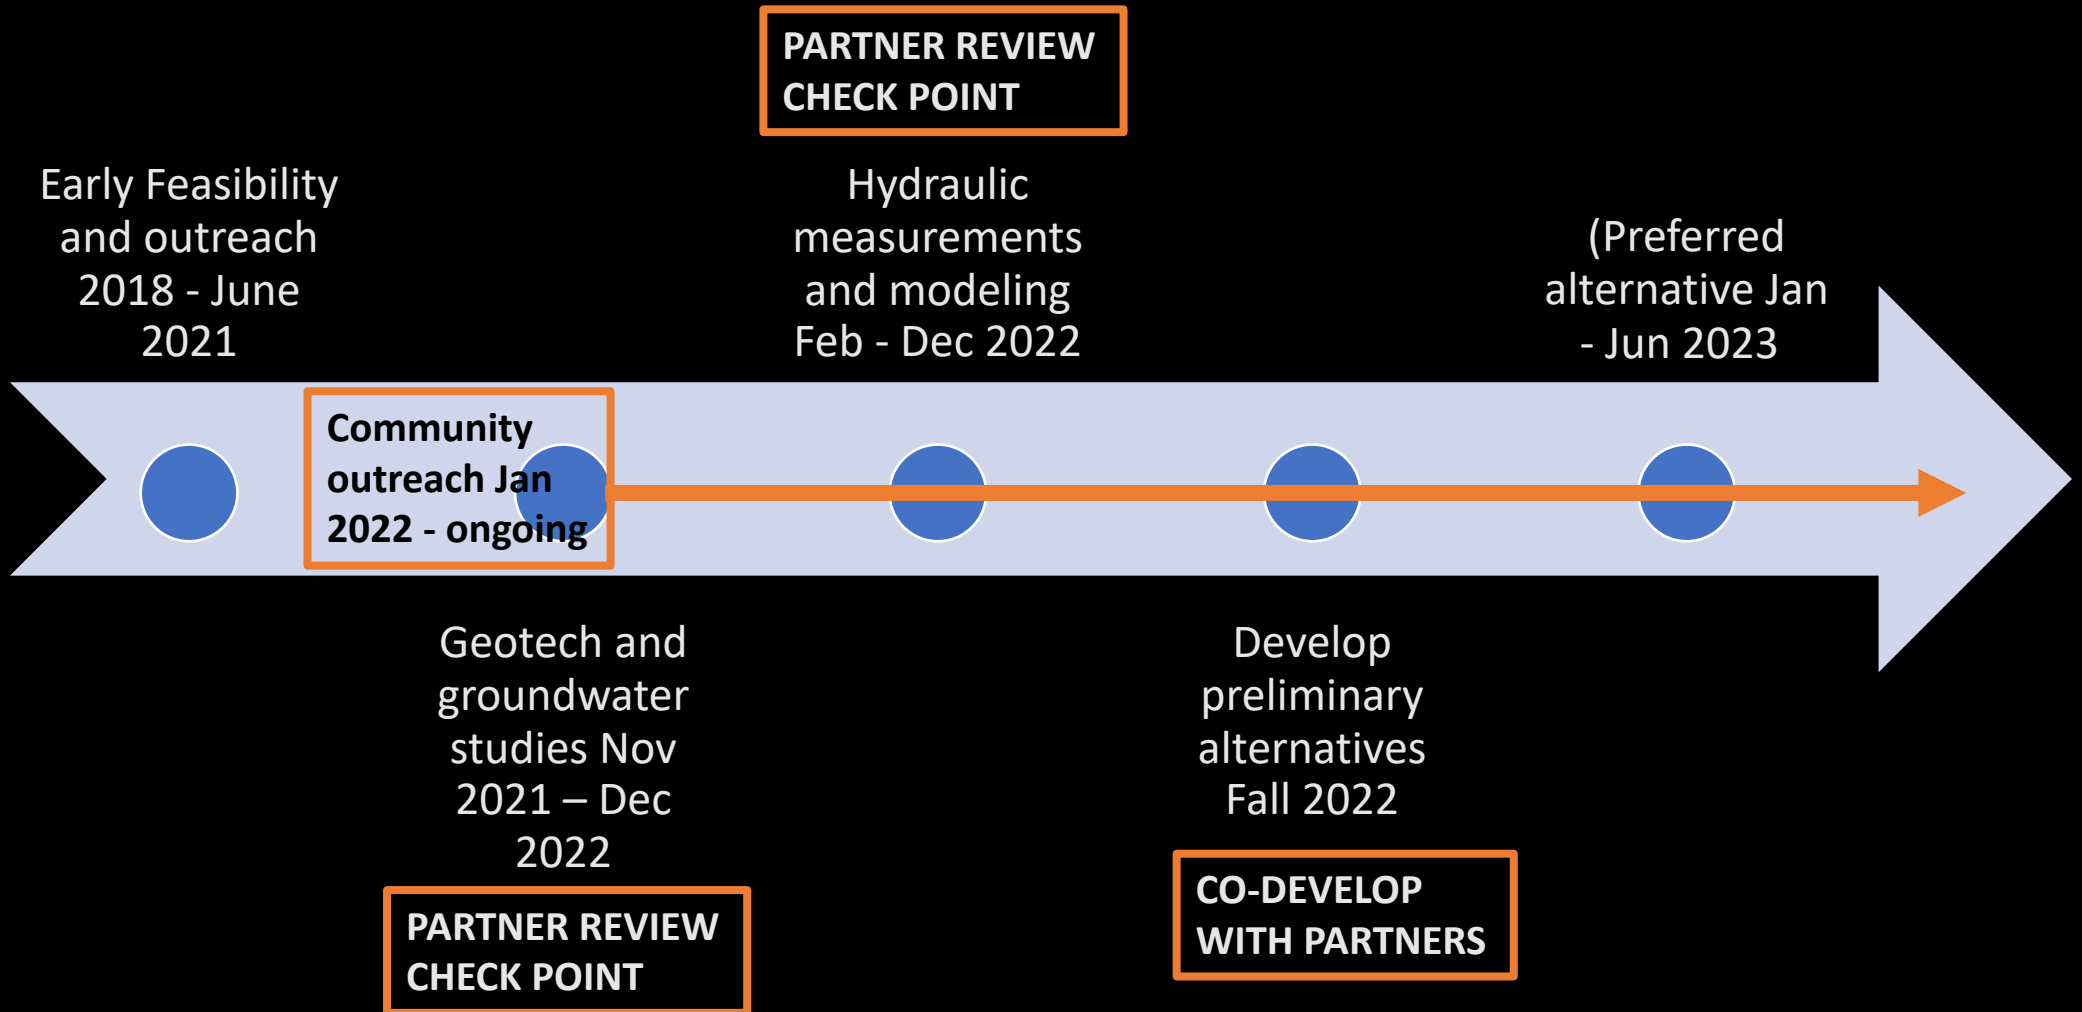 PARTNER REVIEW
CHECK POINT
Early Feasibility
and outreach
2018 - June
2021
Hydraulic
measurements
and modeling
Feb - Dec 2022
(Preferred
alternative Jan
- Jun 2023
Community
outreach Jan
2022 - ongoing
Geotech and
groundwater
studies Nov
2021 – Dec
2022
PARTNER REVIEW
CHECK POINT
Develop
preliminary
alternatives
Fall 2022
CO-DEVELOP
WITH PARTNERS